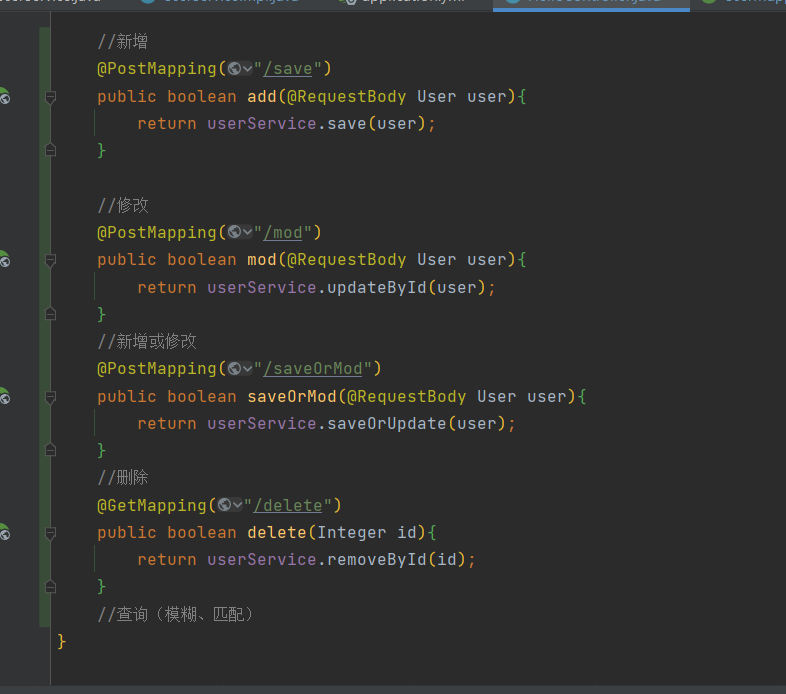 //新增
@PostMapping("/save")
public boolean add(@RequestBody User user){
return userService.save(user);
}
//修改
@PostMapping("/mod")
public boolean mod(@RequestBody User user){
return userService.updateById(user);
}
//新增或修改
@PostMapping("/saveOrMod")
public boolean saveOrMod(@RequestBody User user){
return userService.saveOrUpdate(user);
}
//删除
@GetMapping("/delete")
public boolean delete(Integer id){
return userService.removeById(id);
}
//查询（模糊、匹配）
}